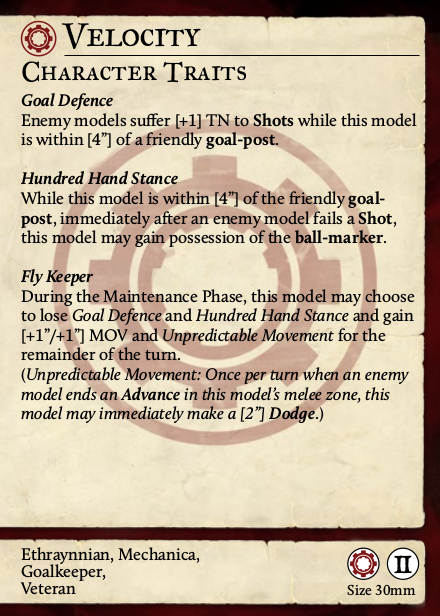 Velocity
Character Traits
Goal Defence
Enemy models suffer [+1] TN to Shots while this model
is within [4”] of a friendly goal-post.
Hundred Hand Stance
While this model is within [4”] of the friendly goal-
post, immediately after an enemy model fails a Shot,
this model may gain possession of the ball-marker.
Fly Keeper
During the Maintenance Phase, this model may choose
to lose Goal Defence and Hundred Hand Stance and gain
[+1”/+1”] MOV and Unpredictable Movement for the
remainder of the turn.
(Unpredictable Movement: Once per turn when an enemy
model ends an Advance in this model’s melee zone, this
model may immediately make a [2”] Dodge.)
Ethraynnian, Mechanica,
Goalkeeper,
Veteran
II
Size 30mm